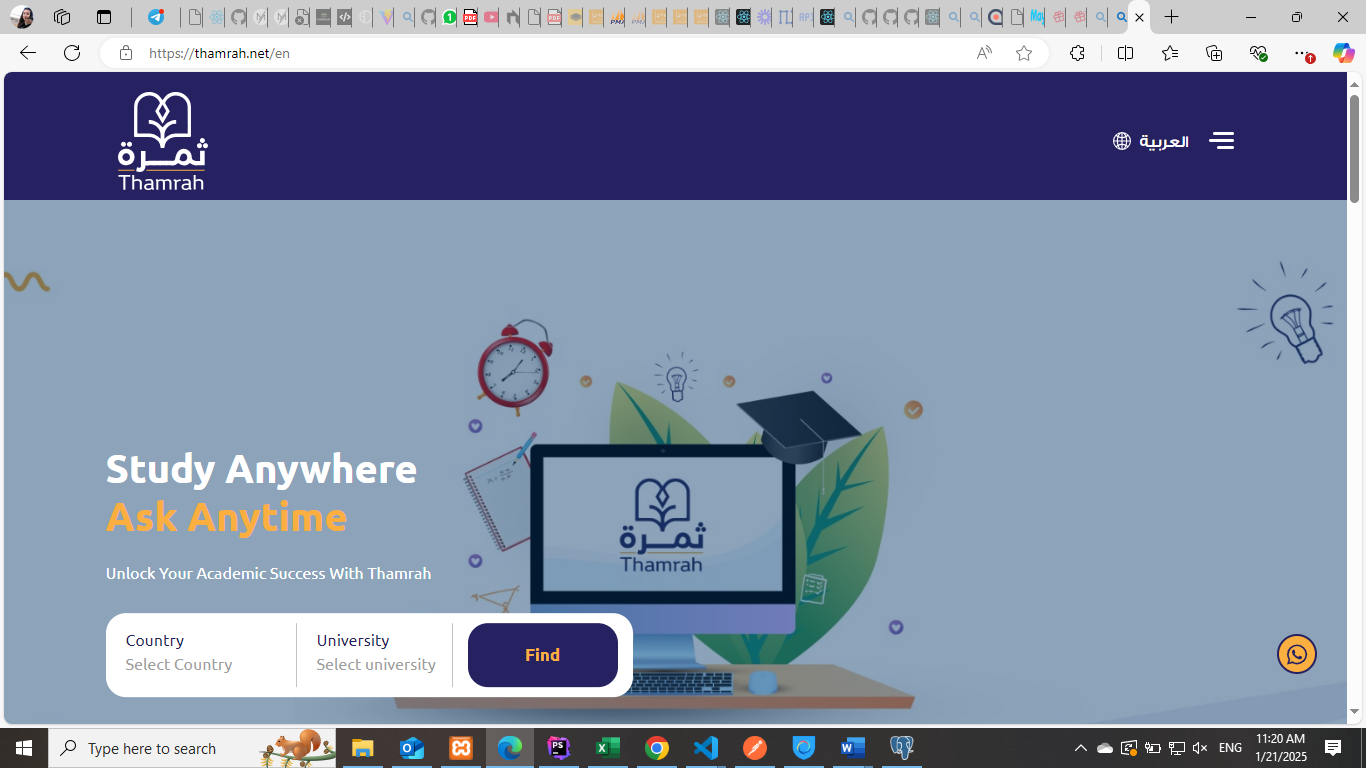 https://thamrah.net/en
ثمرة
Thamrah
العربية
Study Anywhere
Ask Anytime
ثمرة
Thamrah
Unlock Your Academic Success With Thamrah
Country
University
Select Country
Select university
Find
Type here to search
ENG
11:20 AM
1/21/2025